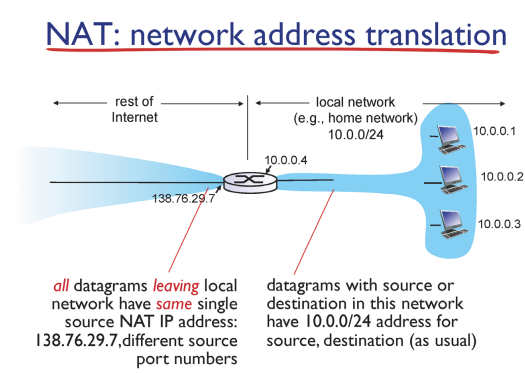 NAT: network address translation
rest of
Internet
local network
(e.g., home network)
10.0.0/24
10.0.0.1
10.0.0.4
10.0.0.2
138.76.29.7
10.0.0.3
all datagrams leaving local
network have same single
source NAT IP address:
138.76.29.7,different source
port numbers
datagrams with source or
destination in this network
have 10.0.0/24 address for
source, destination (as usual)